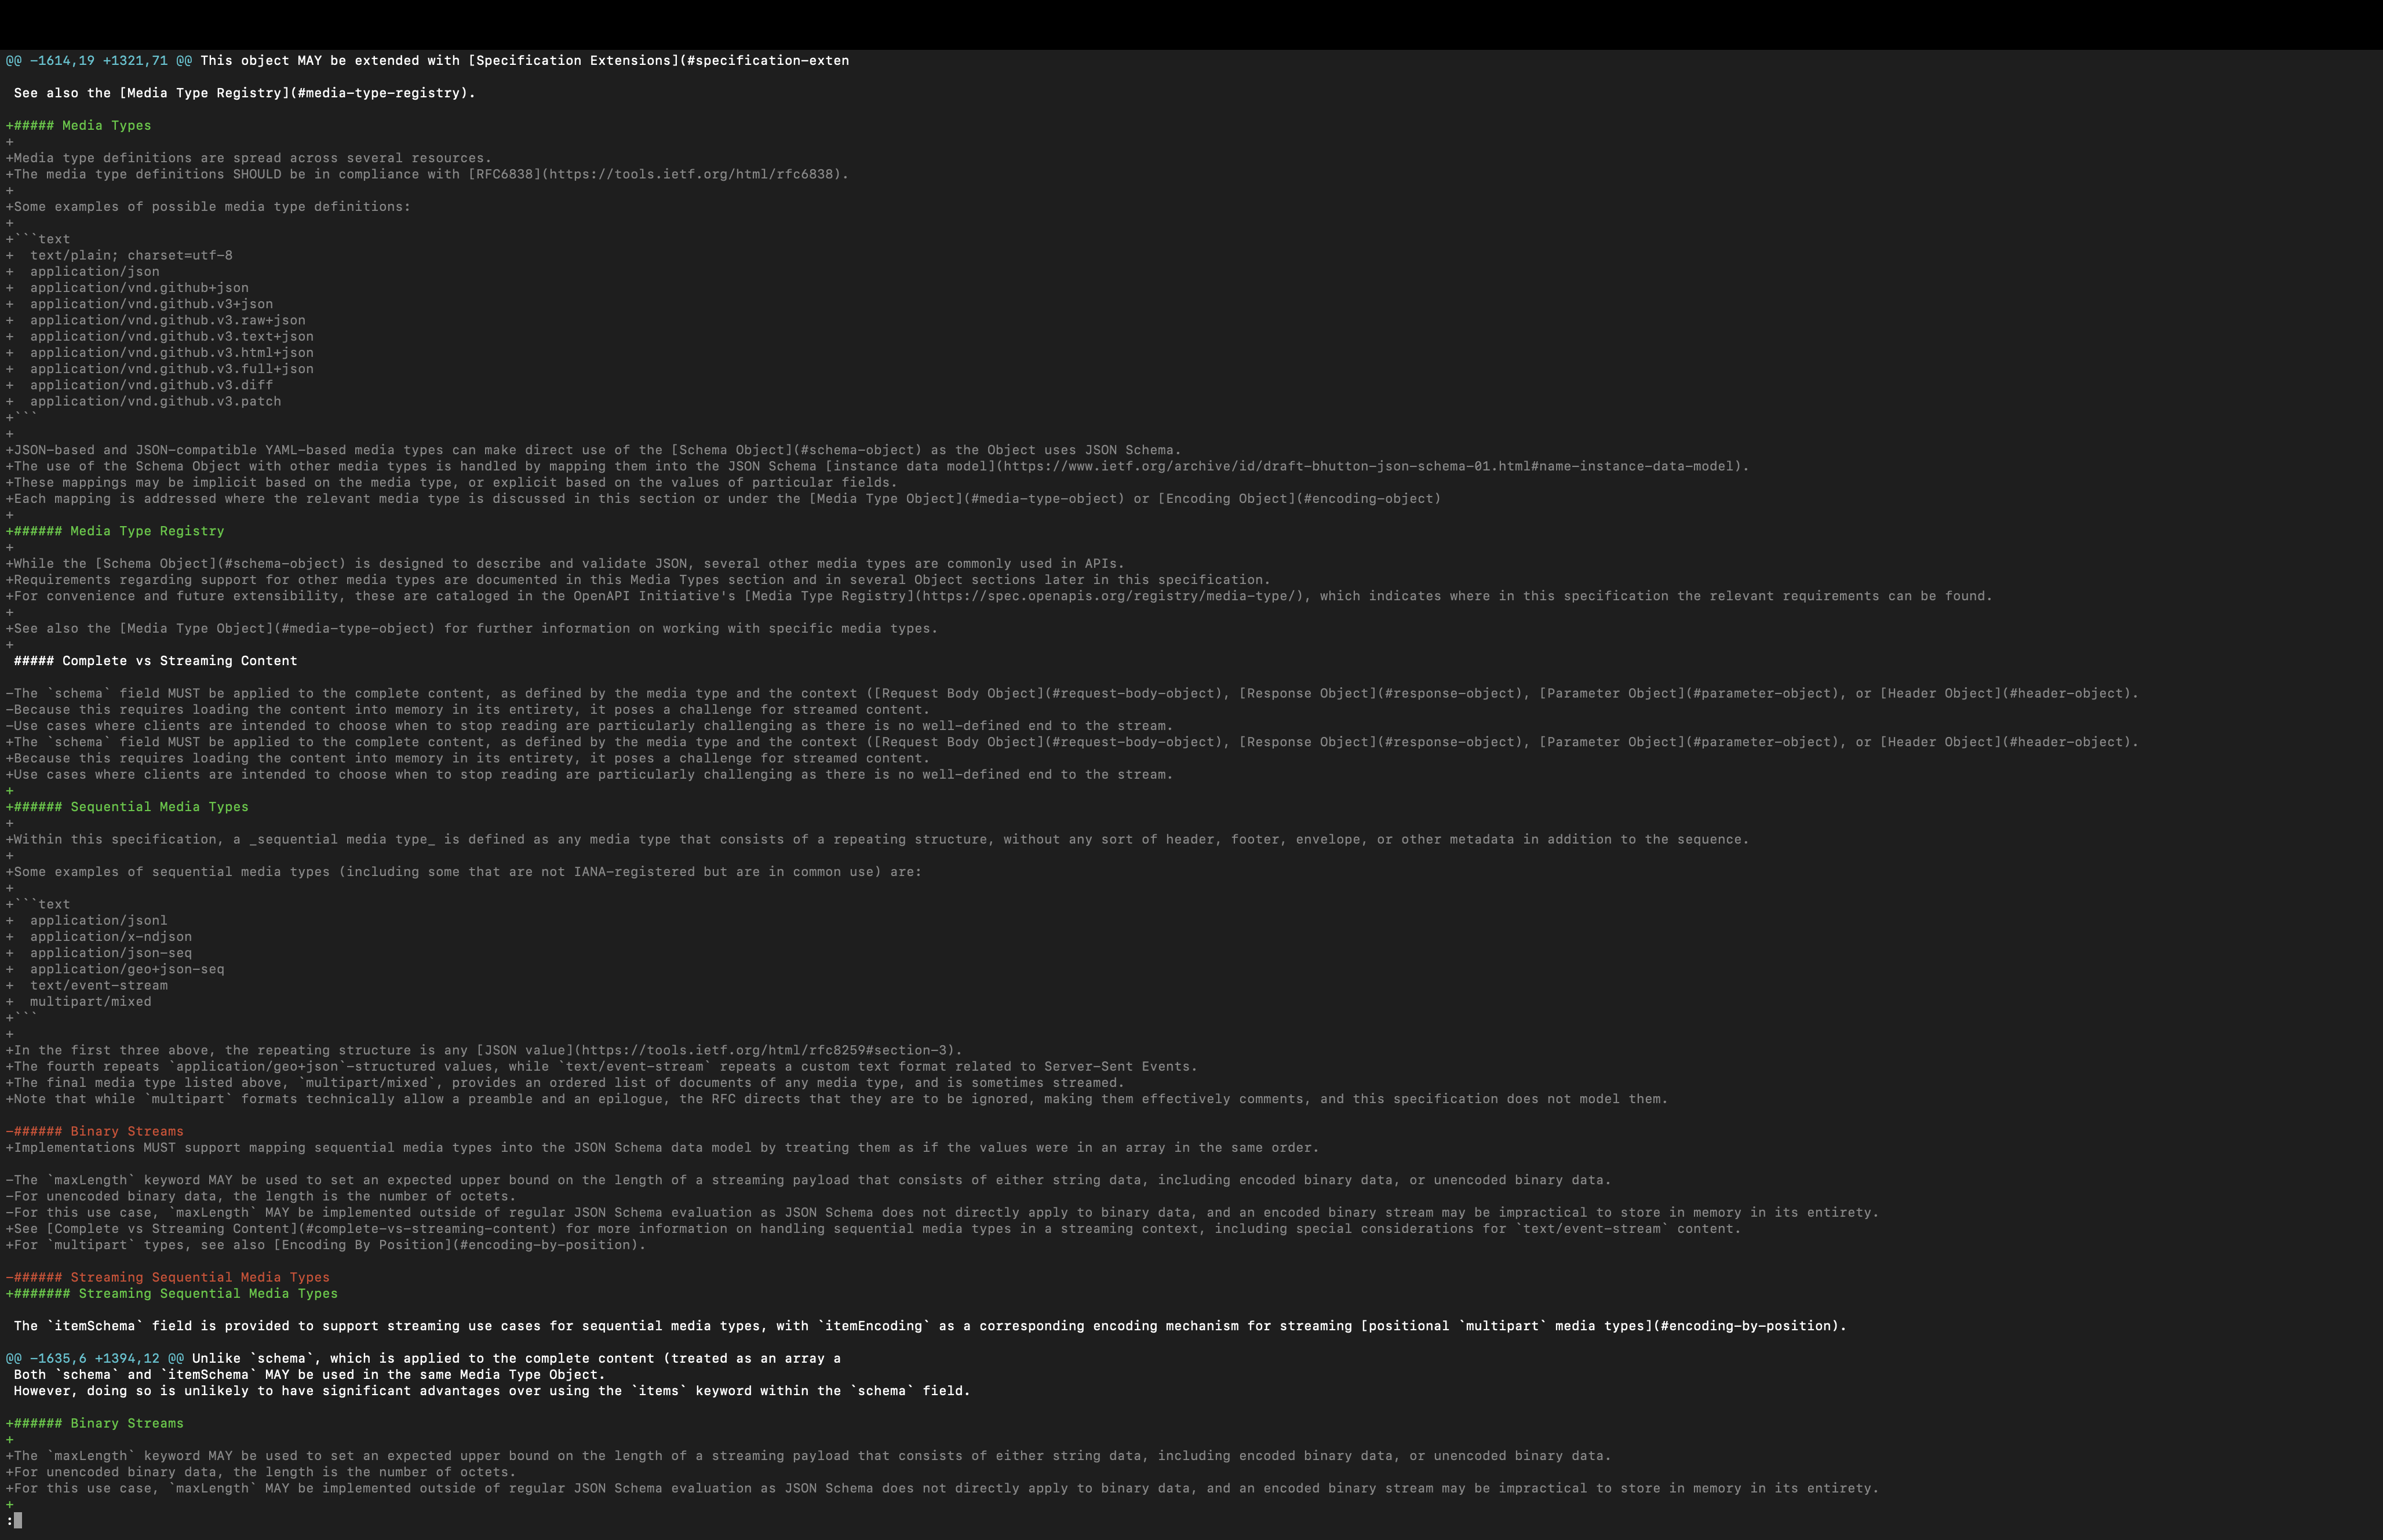 @@ -1614,19 +1321,71 @@ This object MAY be extended with [Specification Extensions](#specification-exten
 See also the [Media Type Registry](#media-type-registry).
+##### Media Types
+
+Media type definitions are spread across several resources.
+The media type definitions SHOULD be in compliance with [RFC6838](https://tools.ietf.org/html/rfc6838).
+
+Some examples of possible media type definitions:
+
+```text
+  text/plain; charset=utf-8
+  application/json
+  application/vnd.github+json
+  application/vnd.github.v3+json
+  application/vnd.github.v3.raw+json
+  application/vnd.github.v3.text+json
+  application/vnd.github.v3.html+json
+  application/vnd.github.v3.full+json
+  application/vnd.github.v3.diff
+  application/vnd.github.v3.patch
+```
+
+JSON-based and JSON-compatible YAML-based media types can make direct use of the [Schema Object](#schema-object) as the Object uses JSON Schema.
+The use of the Schema Object with other media types is handled by mapping them into the JSON Schema [instance data model](https://www.ietf.org/archive/id/draft-bhutton-json-schema-01.html#name-instance-data-model).
+These mappings may be implicit based on the media type, or explicit based on the values of particular fields.
+Each mapping is addressed where the relevant media type is discussed in this section or under the [Media Type Object](#media-type-object) or [Encoding Object](#encoding-object)
+
+###### Media Type Registry
+
+While the [Schema Object](#schema-object) is designed to describe and validate JSON, several other media types are commonly used in APIs.
+Requirements regarding support for other media types are documented in this Media Types section and in several Object sections later in this specification.
+For convenience and future extensibility, these are cataloged in the OpenAPI Initiative's [Media Type Registry](https://spec.openapis.org/registry/media-type/), which indicates where in this specification the relevant requirements can be found.
+
+See also the [Media Type Object](#media-type-object) for further information on working with specific media types.
+
 ##### Complete vs Streaming Content
-The `schema` field MUST be applied to the complete content, as defined by the media type and the context ([Request Body Object](#request-body-object), [Response Object](#response-object), [Parameter Object](#parameter-object), or [Header Object](#header-object).
-Because this requires loading the content into memory in its entirety, it poses a challenge for streamed content.
-Use cases where clients are intended to choose when to stop reading are particularly challenging as there is no well-defined end to the stream.
+The `schema` field MUST be applied to the complete content, as defined by the media type and the context ([Request Body Object](#request-body-object), [Response Object](#response-object), [Parameter Object](#parameter-object), or [Header Object](#header-object).
+Because this requires loading the content into memory in its entirety, it poses a challenge for streamed content.
+Use cases where clients are intended to choose when to stop reading are particularly challenging as there is no well-defined end to the stream.
+
+###### Sequential Media Types
+
+Within this specification, a _sequential media type_ is defined as any media type that consists of a repeating structure, without any sort of header, footer, envelope, or other metadata in addition to the sequence.
+
+Some examples of sequential media types (including some that are not IANA-registered but are in common use) are:
+
+```text
+  application/jsonl
+  application/x-ndjson
+  application/json-seq
+  application/geo+json-seq
+  text/event-stream
+  multipart/mixed
+```
+
+In the first three above, the repeating structure is any [JSON value](https://tools.ietf.org/html/rfc8259#section-3).
+The fourth repeats `application/geo+json`-structured values, while `text/event-stream` repeats a custom text format related to Server-Sent Events.
+The final media type listed above, `multipart/mixed`, provides an ordered list of documents of any media type, and is sometimes streamed.
+Note that while `multipart` formats technically allow a preamble and an epilogue, the RFC directs that they are to be ignored, making them effectively comments, and this specification does not model them.
-###### Binary Streams
+Implementations MUST support mapping sequential media types into the JSON Schema data model by treating them as if the values were in an array in the same order.
-The `maxLength` keyword MAY be used to set an expected upper bound on the length of a streaming payload that consists of either string data, including encoded binary data, or unencoded binary data.
-For unencoded binary data, the length is the number of octets.
-For this use case, `maxLength` MAY be implemented outside of regular JSON Schema evaluation as JSON Schema does not directly apply to binary data, and an encoded binary stream may be impractical to store in memory in its entirety.
+See [Complete vs Streaming Content](#complete-vs-streaming-content) for more information on handling sequential media types in a streaming context, including special considerations for `text/event-stream` content.
+For `multipart` types, see also [Encoding By Position](#encoding-by-position).
-###### Streaming Sequential Media Types
+####### Streaming Sequential Media Types
 The `itemSchema` field is provided to support streaming use cases for sequential media types, with `itemEncoding` as a corresponding encoding mechanism for streaming [positional `multipart` media types](#encoding-by-position).
@@ -1635,6 +1394,12 @@ Unlike `schema`, which is applied to the complete content (treated as an array a
 Both `schema` and `itemSchema` MAY be used in the same Media Type Object.
 However, doing so is unlikely to have significant advantages over using the `items` keyword within the `schema` field.
+###### Binary Streams
+
+The `maxLength` keyword MAY be used to set an expected upper bound on the length of a streaming payload that consists of either string data, including encoded binary data, or unencoded binary data.
+For unencoded binary data, the length is the number of octets.
+For this use case, `maxLength` MAY be implemented outside of regular JSON Schema evaluation as JSON Schema does not directly apply to binary data, and an encoded binary stream may be impractical to store in memory in its entirety.
+
: